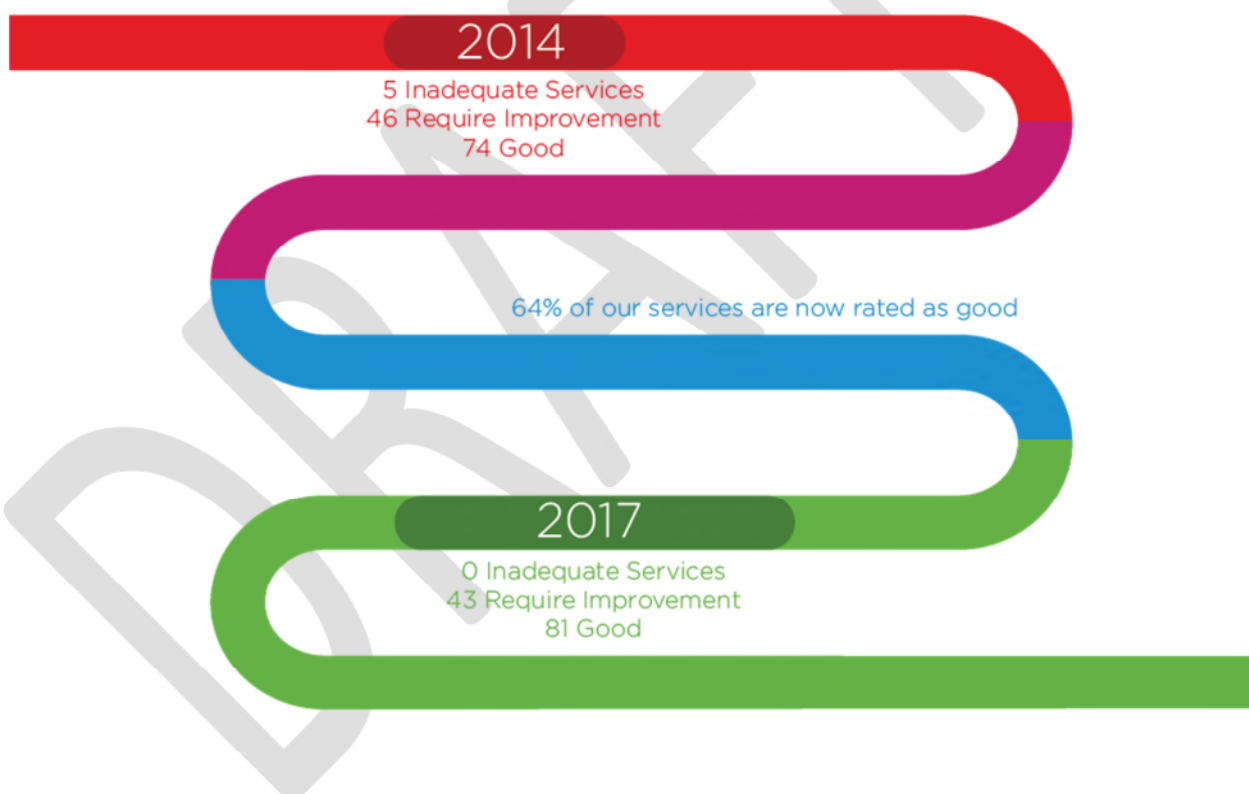 2014
5 Inadequate Services
46 Require Improvement
74 Good
64% of our services are now rated as good
2017
0 Inadequate Services
43 Require Improvement
81 Good
DRAFT